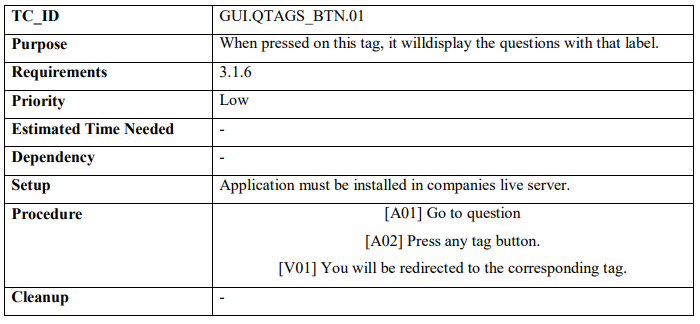 TC_ID GUI.QTAGS_BTN.01
Purpose When pressed on this tag, it willdisplay the questions with that label.
Requirements 3.1.6
Priority Low
Estimated Time Needed -
Dependency -
Setup Application must be installed in companies live server.
Procedure [A01] Go to question
[A02] Press any tag button.
[V01] You will be redirected to the corresponding tag.
Cleanup -